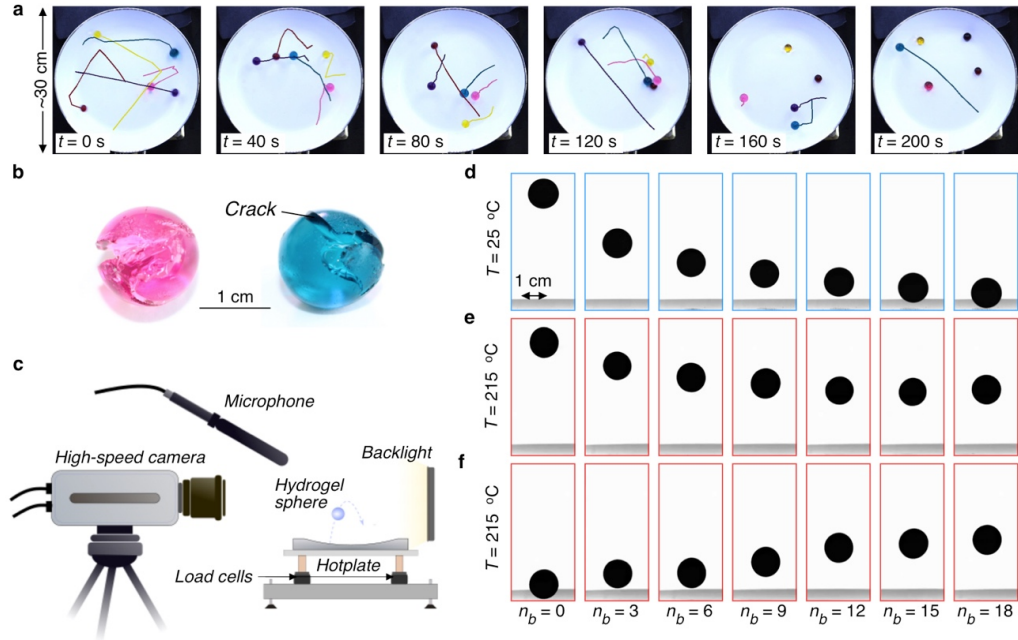 a
~30 cm
t = 0 s
t = 40 s
t = 80 s
t = 120 s
t = 160 s
t = 200 s
b
Crack
1 cm
c
Microphone
High-speed camera
Backlight
Hydrogel
sphere
Load cells
Hotplate
d
T = 25 °C
1 cm
e
T = 215 °C
f
T = 215 °C
n_b = 0
n_b = 3
n_b = 6
n_b = 9
n_b = 12
n_b = 15
n_b = 18